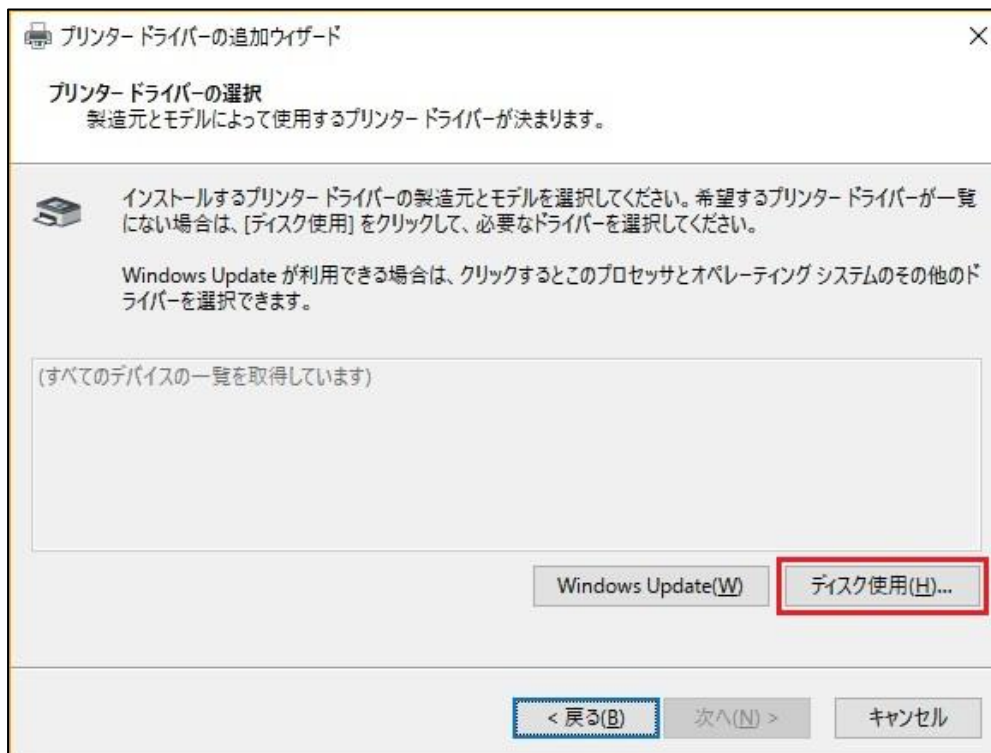 プリンター ドライバーの追加ウィザード
プリンター ドライバーの選択
製造元とモデルによって使用するプリンター ドライバーが決まります。
インストールするプリンター ドライバーの製造元とモデルを選択してください。希望するプリンター ドライバーが一覧
にない場合は、[ディスク使用] をクリックして、必要なドライバーを選択してください。
Windows Update が利用できる場合は、クリックするとこのプロセッサとオペレーティング システムのその他のド
ライバーを選択できます。
(すべてのデバイスの一覧を取得しています)
Windows Update(W) ディスク使用(H)...
< 戻る(B) 次へ(N) > キャンセル